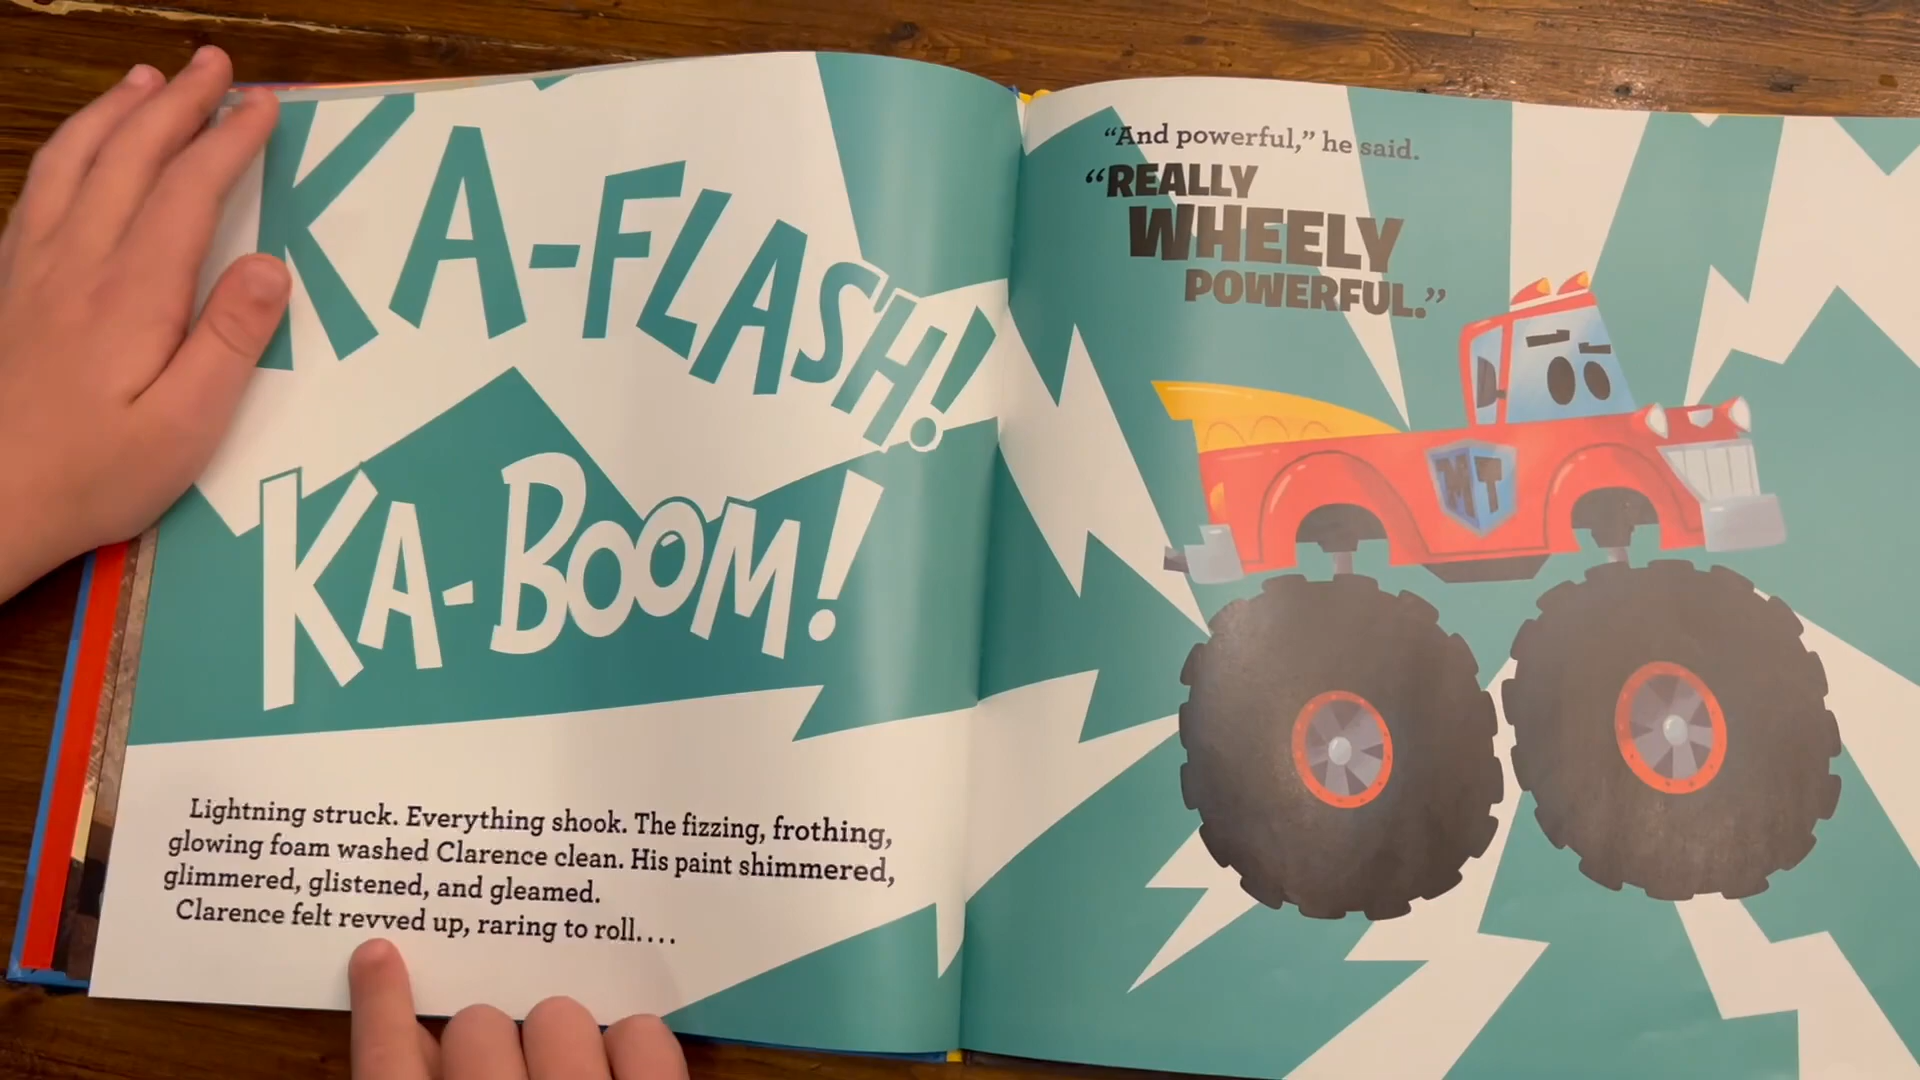 KA-FLASH!
KA-BOOM!
Lightning struck. Everything shook. The fizzing, frothing,
glowing foam washed Clarence clean. His paint shimmered,
glimmered, glistened, and gleamed.
Clarence felt revved up, raring to roll....
“And powerful,” he said.
“REALLY
WHEELY
POWERFUL.”
MT